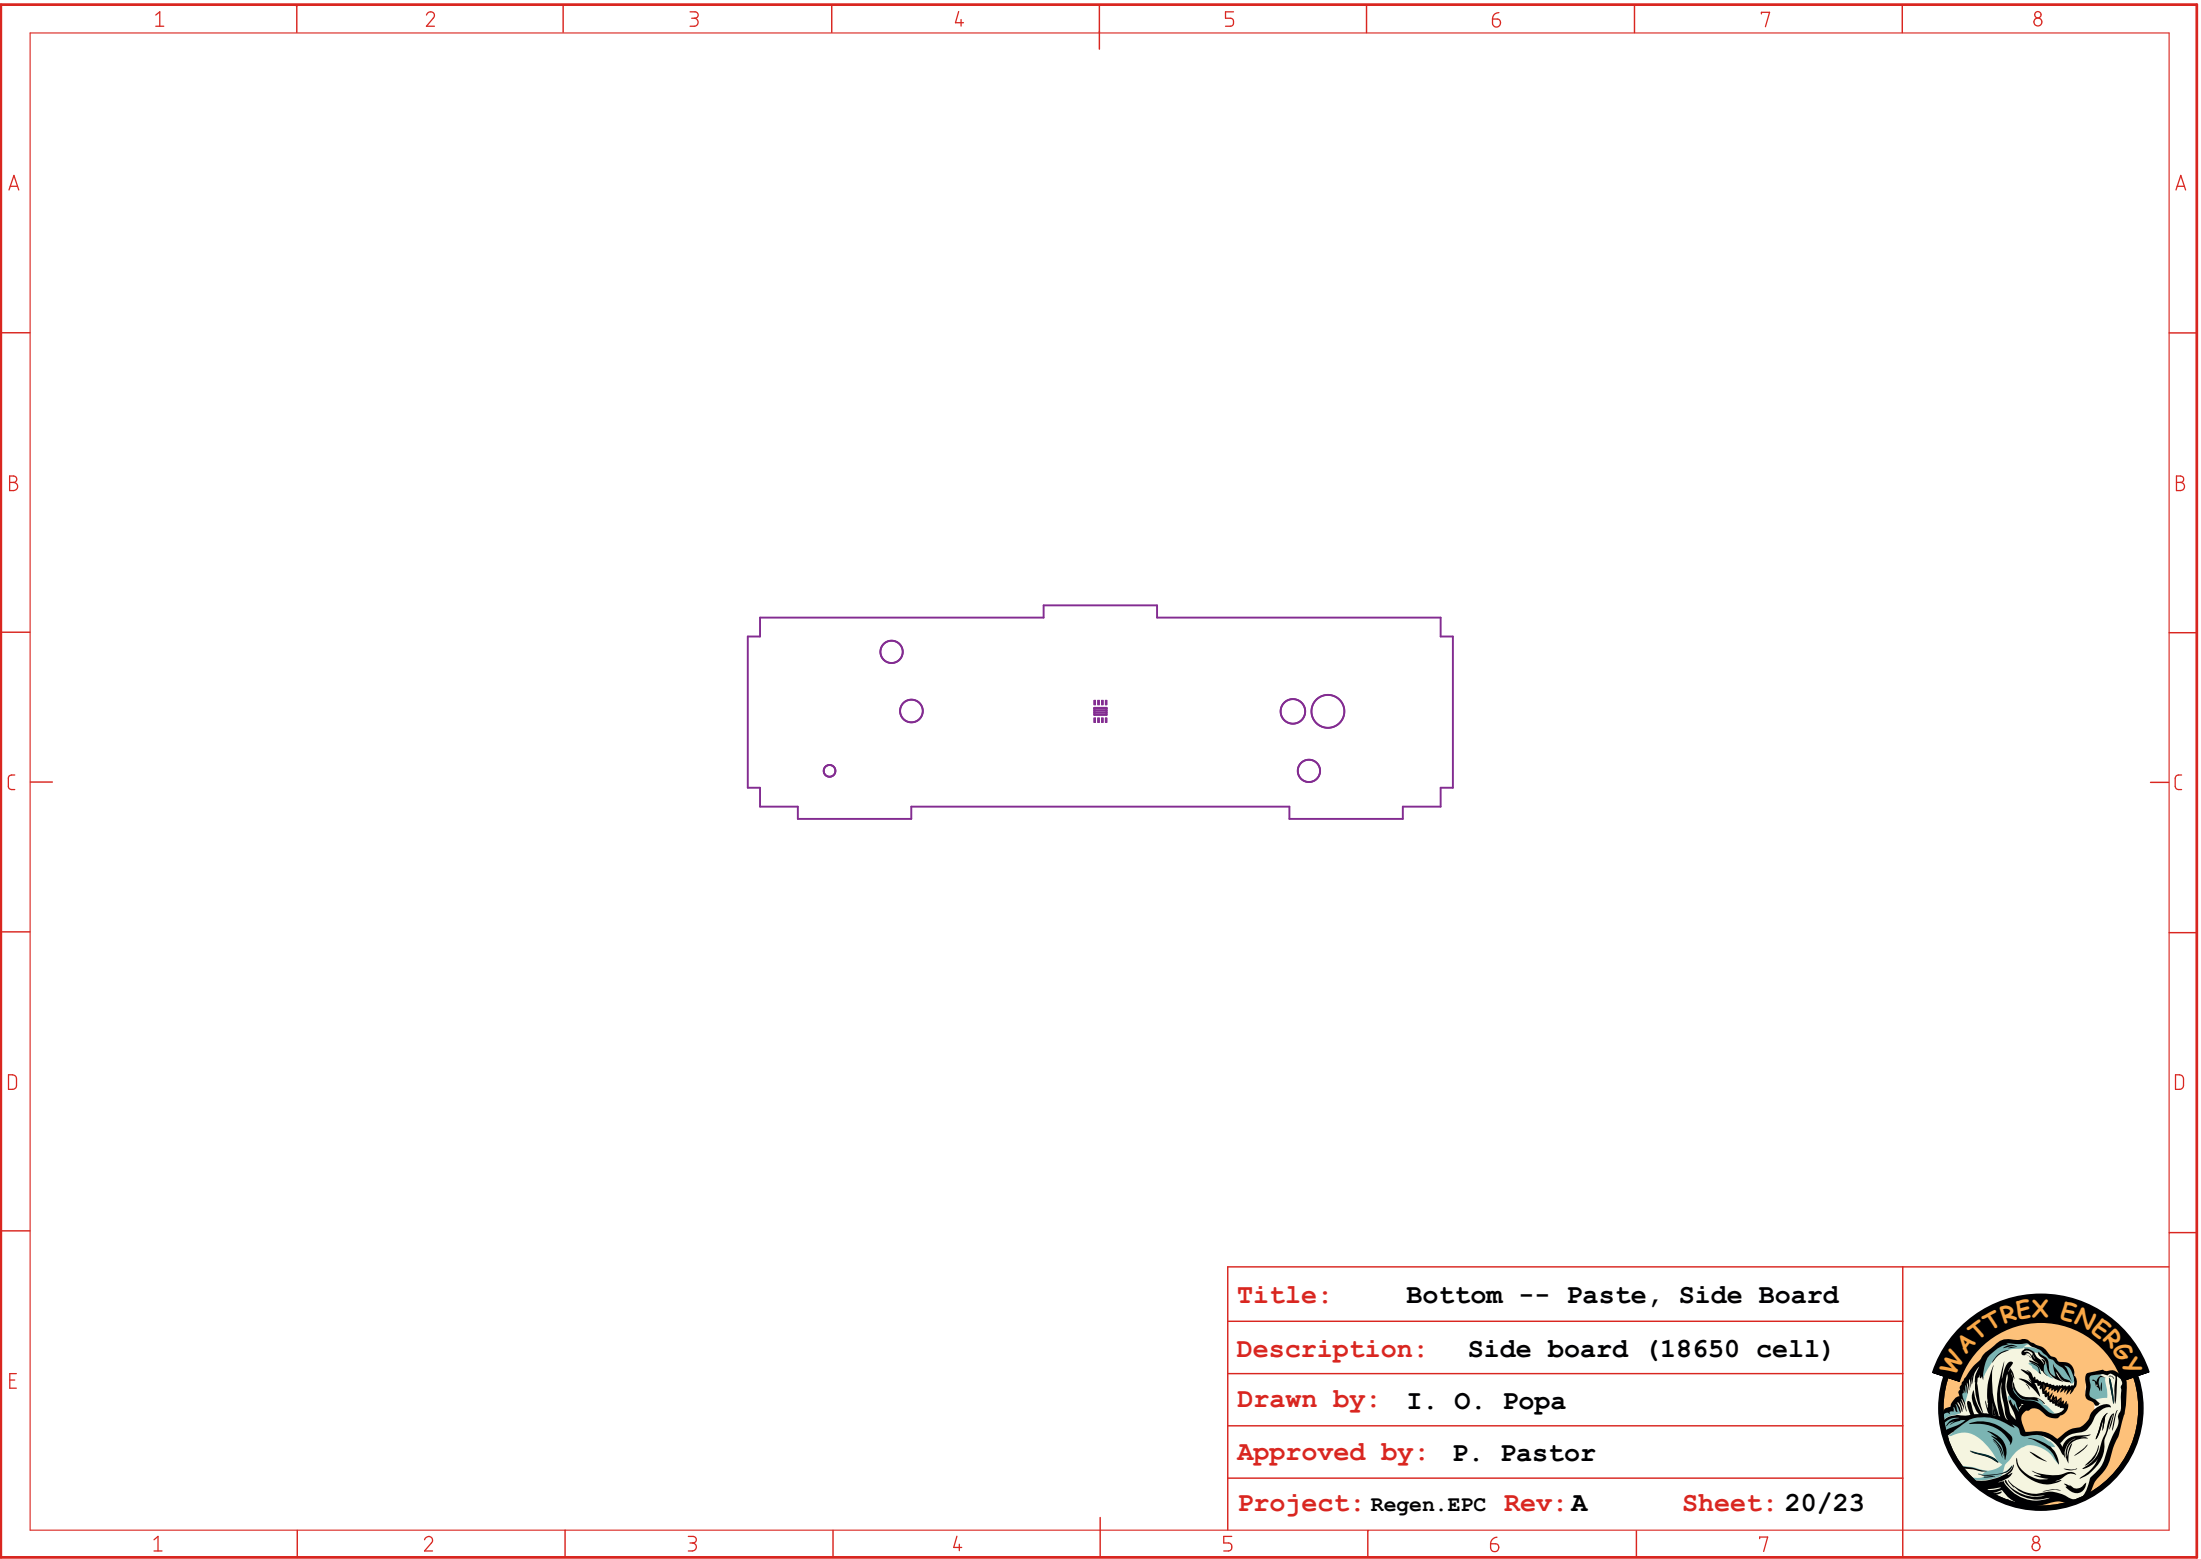 1 2 3 4 5 6 7 8
A A
B B
C C
D D
E
Title: Bottom -- Paste, Side Board
Description: Side board (18650 cell)
Drawn by: I. O. Popa
Approved by: P. Pastor
Project: Regen.EPC Rev: A Sheet: 20/23
WATTREX ENERGY
1 2 3 4 5 6 7 8